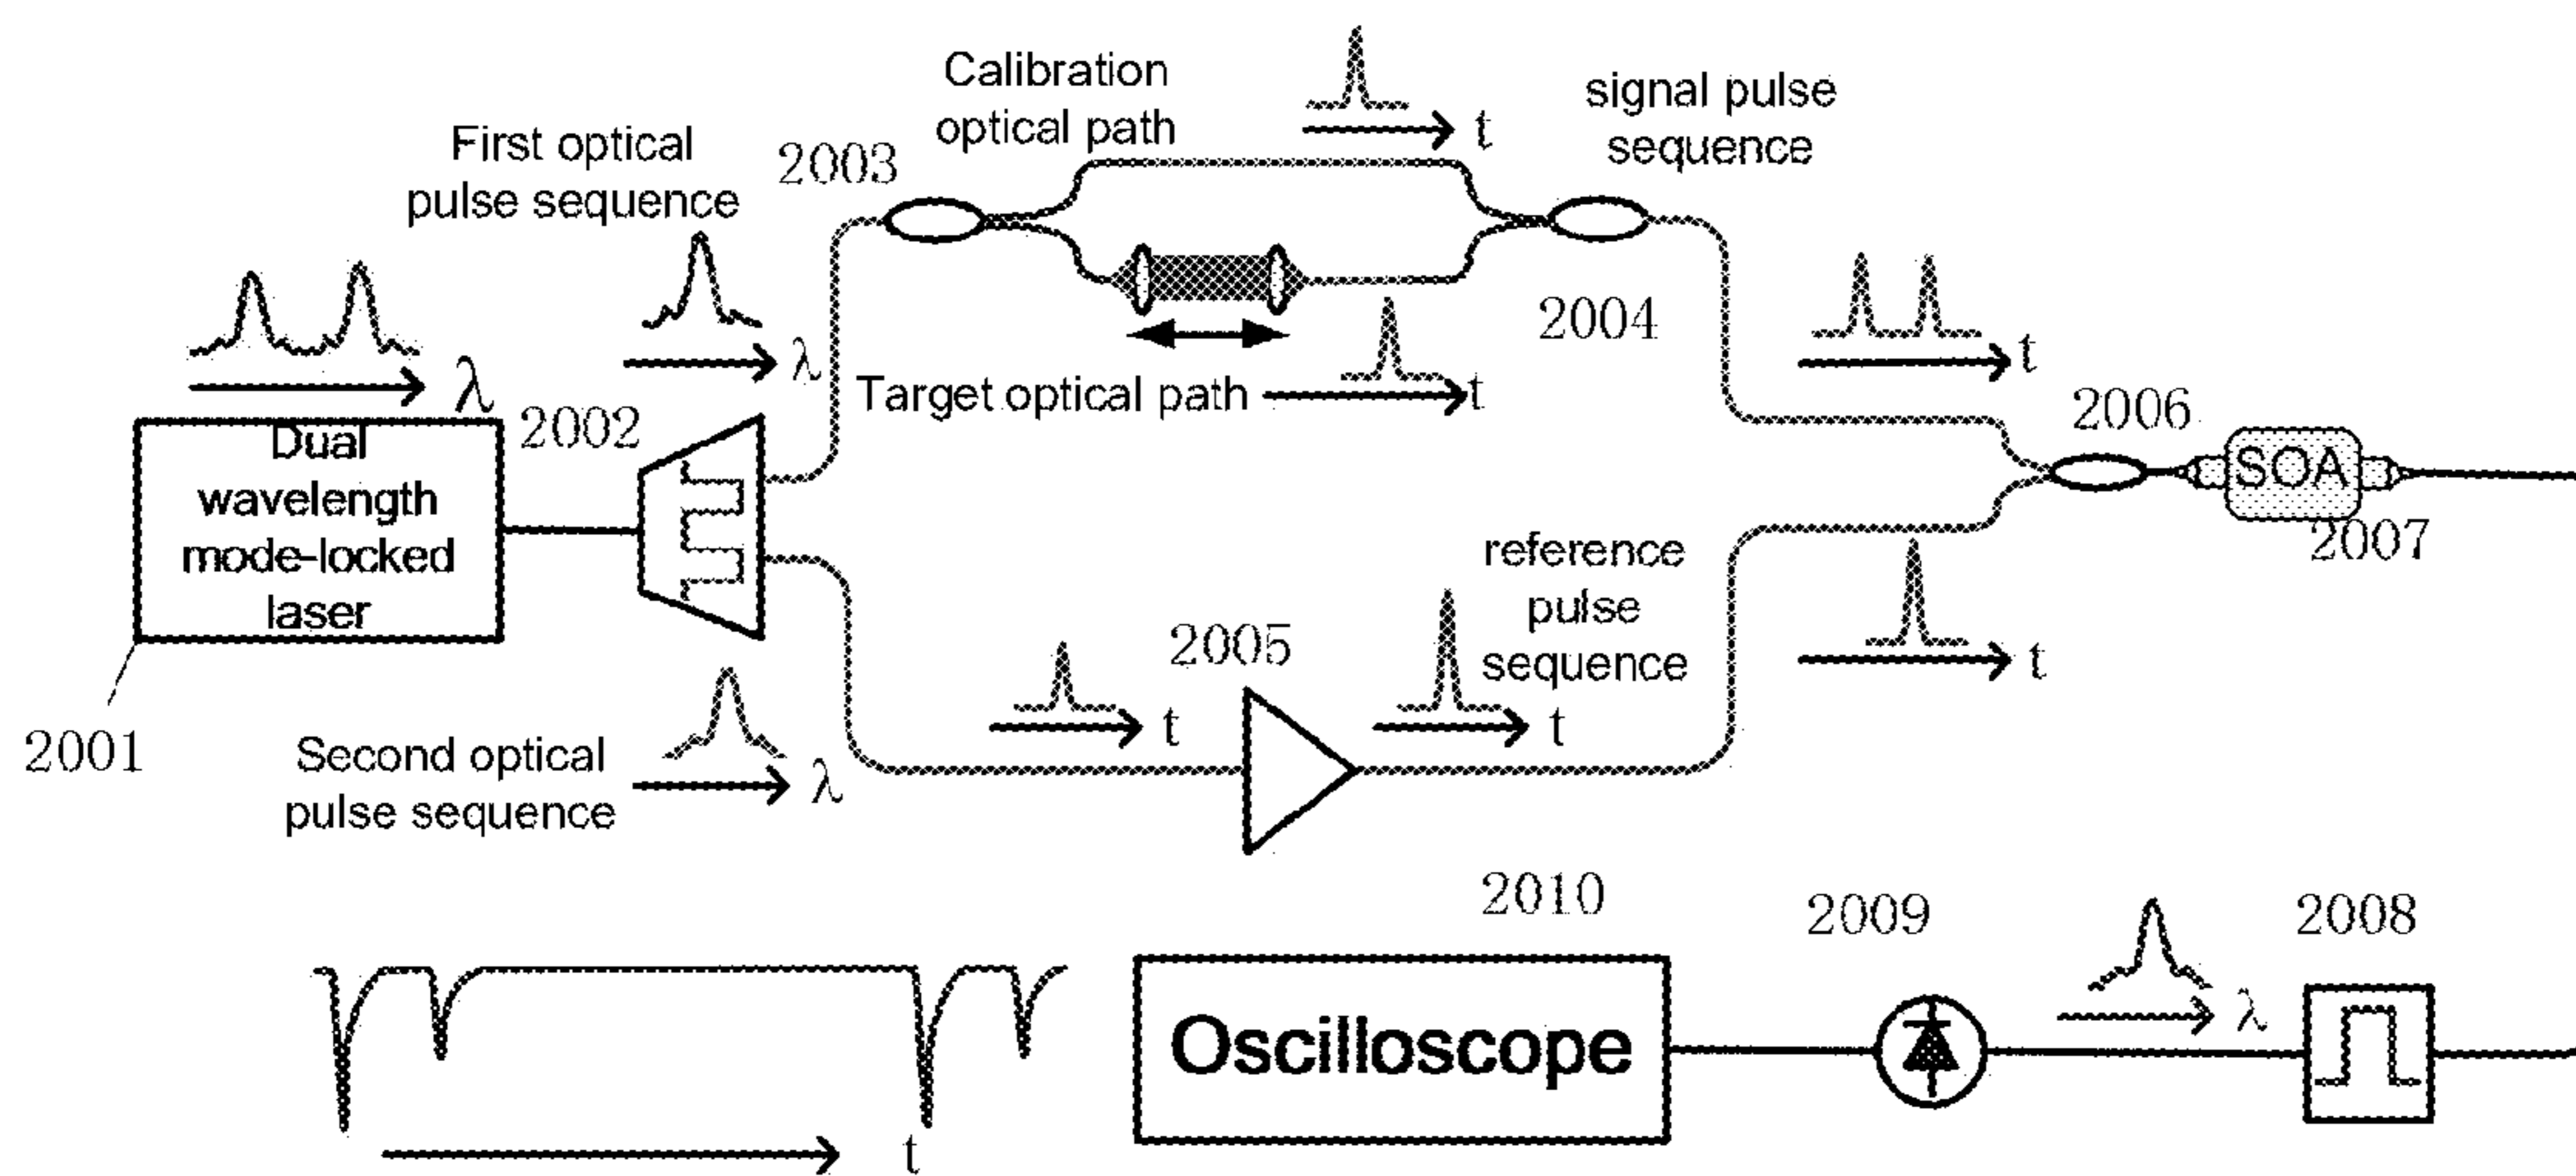 Calibration
optical path
t
signal pulse
sequence
First optical
pulse sequence
2003
λ
λ
2004
t
Target optical path
t
2002
2006
Dual
wavelength
mode-locked
laser
SOA
2007
reference
pulse
sequence
t
2005
2001
Second optical
pulse sequence
λ
t
t
2010
2009
2008
λ
Oscilloscope
t